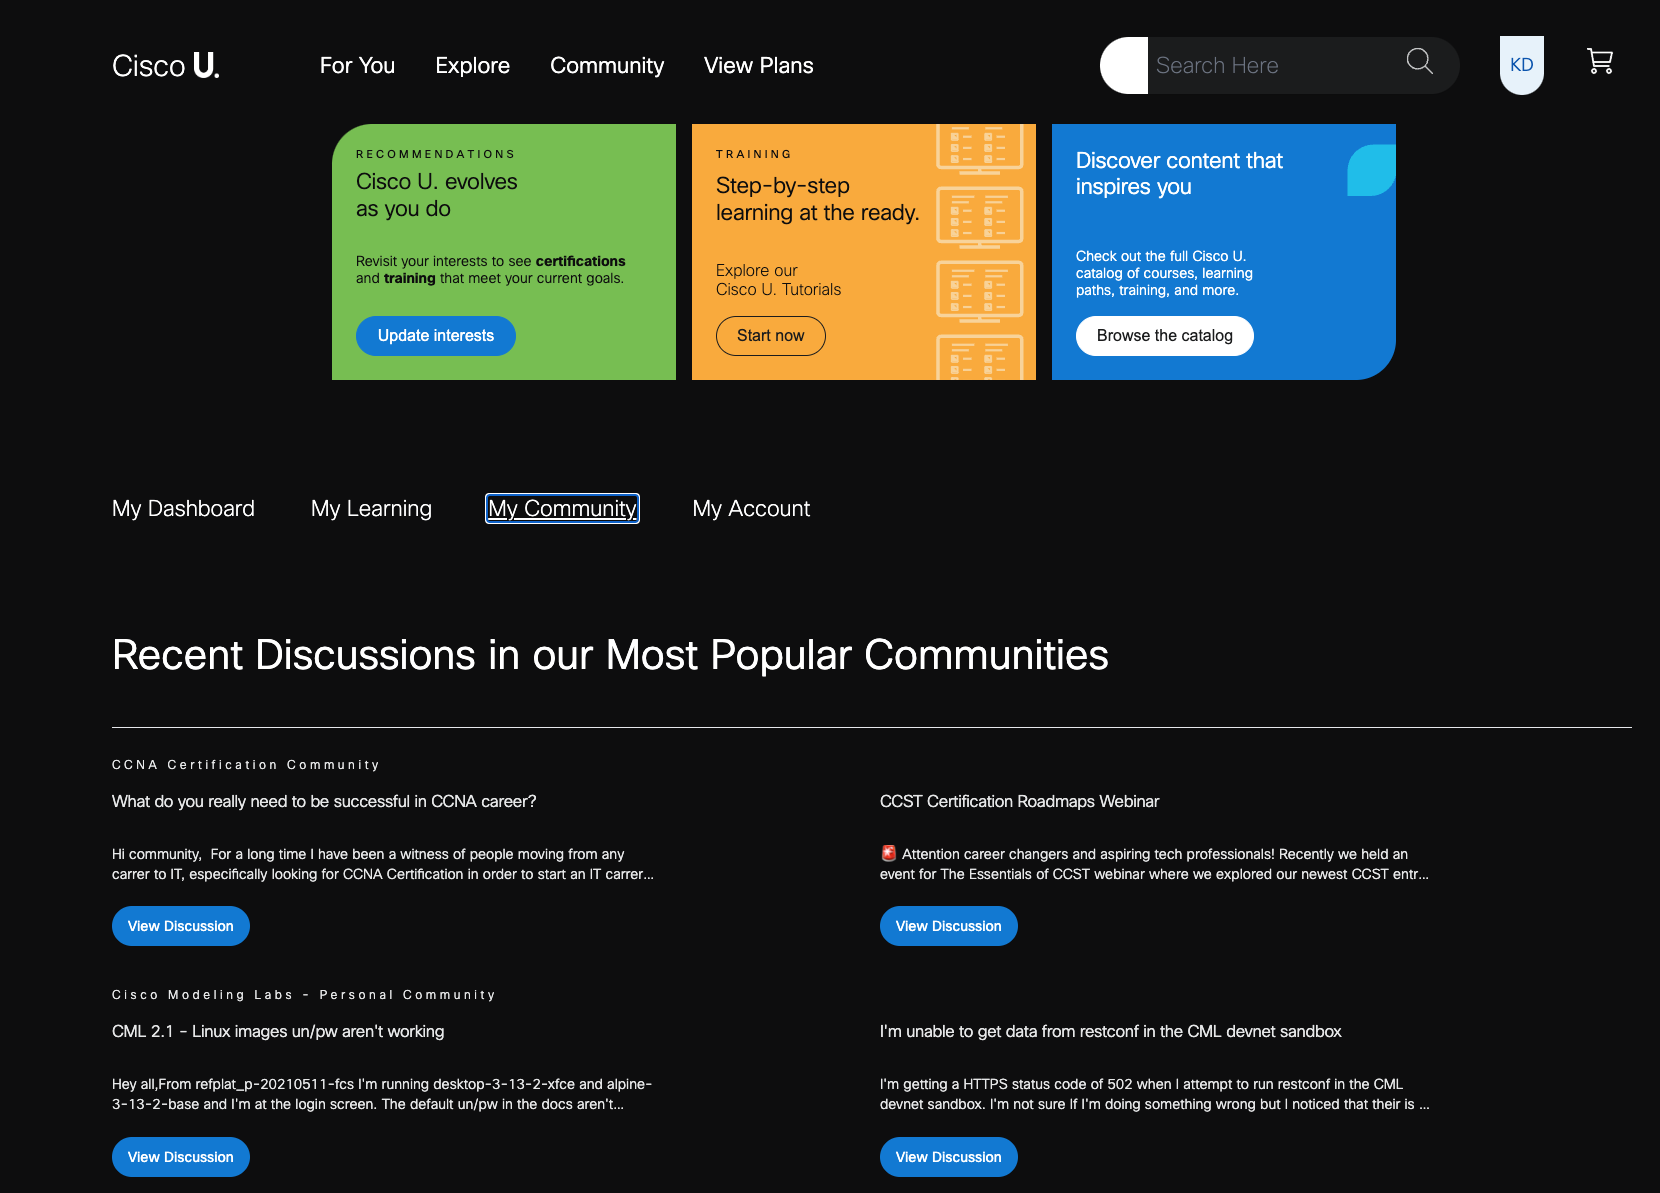 Cisco U.
For You
Explore
Community
View Plans
Search Here
KD
RECOMMENDATIONS
Cisco U. evolves
as you do
Revisit your interests to see certifications
and training that meet your current goals.
Update interests
TRAINING
Step-by-step
learning at the ready.
Explore our
Cisco U. Tutorials
Start now
Discover content that
inspires you
Check out the full Cisco U.
catalog of courses, learning
paths, training, and more.
Browse the catalog
My Dashboard
My Learning
My Community
My Account
Recent Discussions in our Most Popular Communities
CCNA Certification Community
What do you really need to be successful in CCNA career?
Hi community,  For a long time I have been a witness of people moving from any
carrer to IT, especifically looking for CCNA Certification in order to start an IT carrer...
View Discussion
CCST Certification Roadmaps Webinar
🚨 Attention career changers and aspiring tech professionals! Recently we held an
event for The Essentials of CCST webinar where we explored our newest CCST entr...
View Discussion
Cisco Modeling Labs - Personal Community
CML 2.1 - Linux images un/pw aren't working
Hey all,From refplat_p-20210511-fcs I'm running desktop-3-13-2-xfce and alpine-
3-13-2-base and I'm at the login screen. The default un/pw in the docs aren't...
View Discussion
I'm unable to get data from restconf in the CML devnet sandbox
I'm getting a HTTPS status code of 502 when I attempt to run restconf in the CML
devnet sandbox. I'm not sure If I'm doing something wrong but I noticed that their is ...
View Discussion